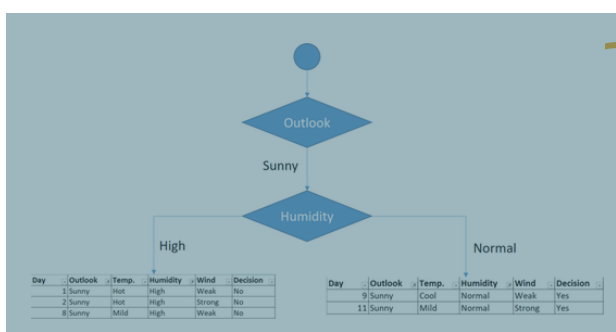 Outlook
Sunny
Humidity
High
Normal
Day Outlook Temp. Humidity Wind Decision
1 Sunny Hot High Weak No
2 Sunny Hot High Strong No
8 Sunny Mild High Weak No
Day Outlook Temp. Humidity Wind Decision
9 Sunny Cool Normal Weak Yes
11 Sunny Mild Normal Strong Yes